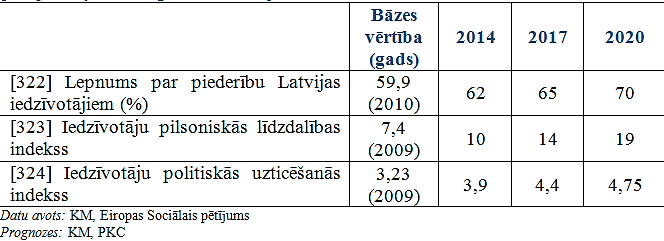 Bāzes
vērtība
(gads)
2014
2017
2020
[322] Lepnums par piederību Latvijas
iedzīvotājiem (%)
59,9
(2010)
62
65
70
[323] Iedzīvotāju pilsoniskās līdzdalības
indekss
7,4
(2009)
10
14
19
[324] Iedzīvotāju politiskās uzticēšanās
indekss
3,23
(2009)
3,9
4,4
4,75
Datu avots: KM, Eiropas Sociālais pētījums
Prognozes: KM, PKC